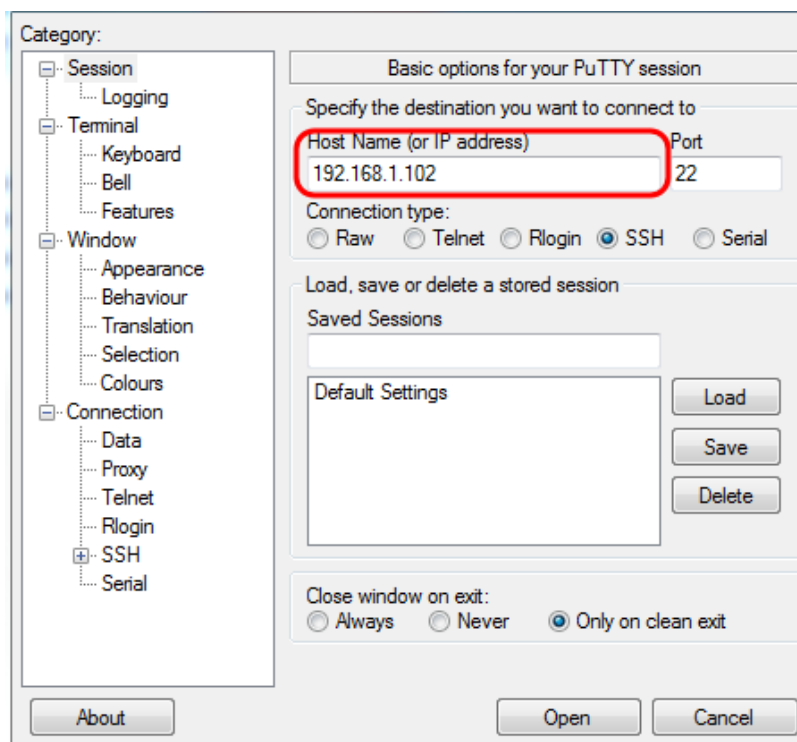 Category:
Session
Logging
Terminal
Keyboard
Bell
Features
Window
Appearance
Behaviour
Translation
Selection
Colours
Connection
Data
Proxy
Telnet
Rlogin
SSH
Serial
Basic options for your PuTTY session
Specify the destination you want to connect to
Host Name (or IP address) Port
192.168.1.102 22
Connection type:
Raw Telnet Rlogin SSH Serial
Load, save or delete a stored session
Saved Sessions
Default Settings
Load
Save
Delete
Close window on exit:
Always Never Only on clean exit
About Open Cancel